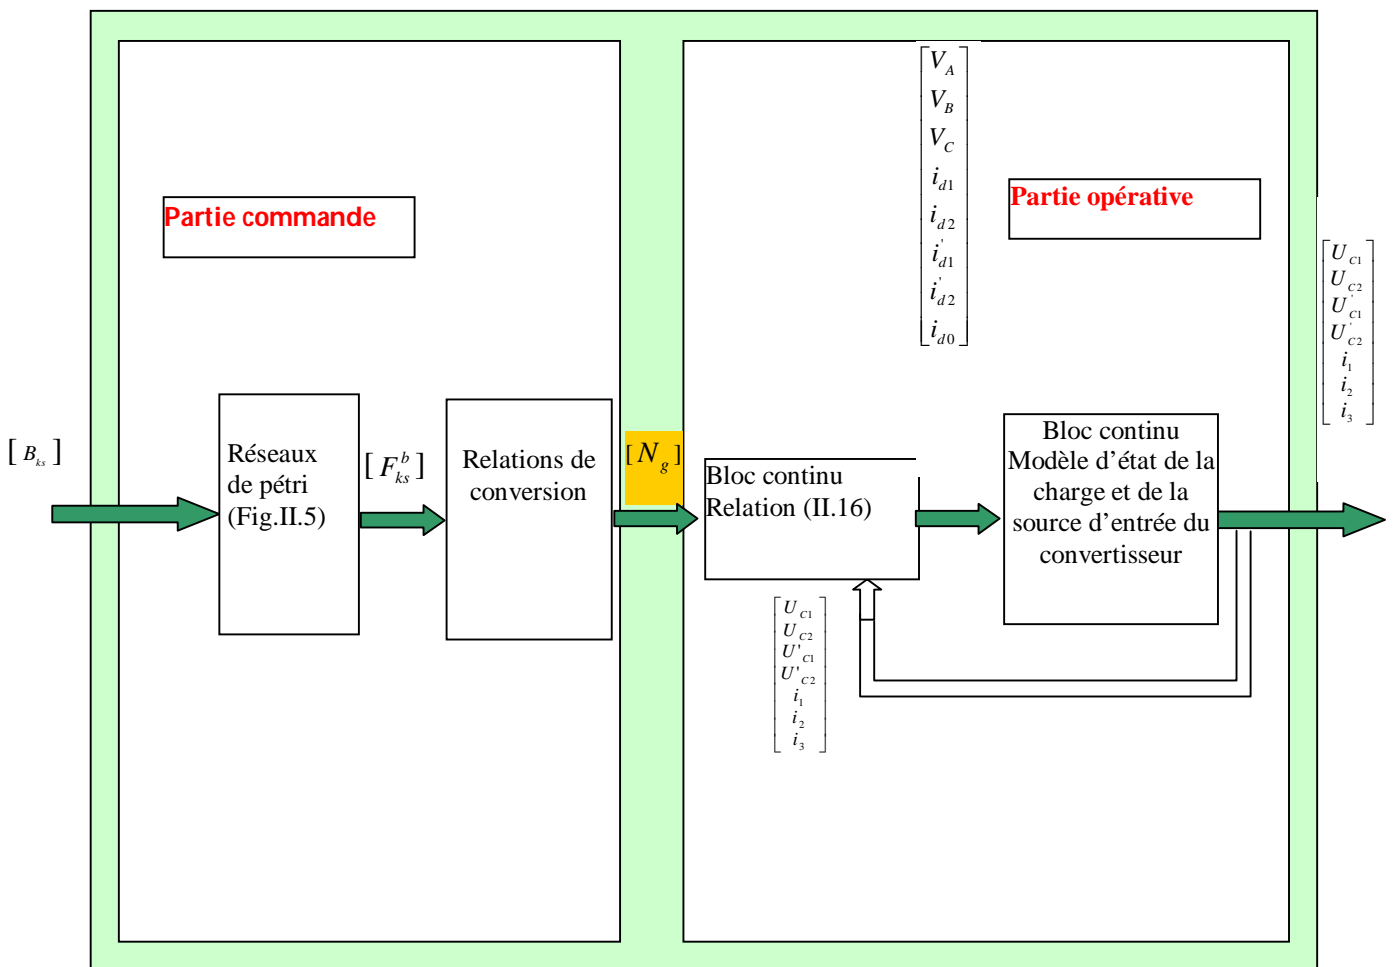 Partie commande
[ B_ks ]
Réseaux
de pétri
(Fig.II.5)
[ F^b_ks ]
Relations de
conversion
[ N_g ]
Partie opérative
V_A
V_B
V_C
i_d1
i_d2
i'_d1
i'_d2
i_d0
Bloc continu
Relation (II.16)
U_C1
U_C2
U'_C1
U'_C2
i_1
i_2
i_3
Bloc continu
Modèle d'état de la
charge et de la
source d'entrée du
convertisseur
U_C1
U_C2
U'_C1
U'_C2
i_1
i_2
i_3